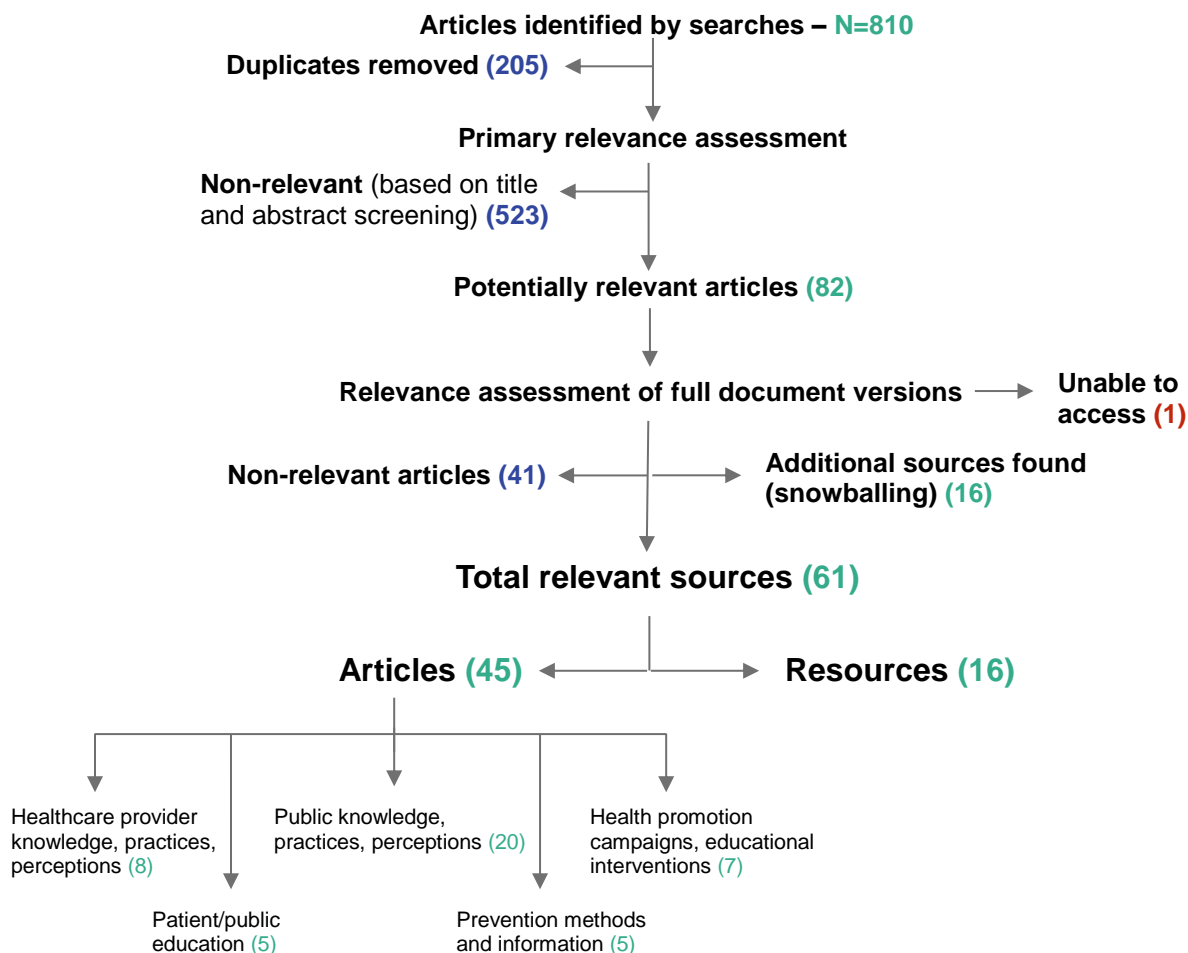 Articles identified by searches – N=810
Duplicates removed (205)
Primary relevance assessment
Non-relevant (based on title
and abstract screening) (523)
Potentially relevant articles (82)
Relevance assessment of full document versions
Unable to
access (1)
Non-relevant articles (41)
Additional sources found
(snowballing) (16)
Total relevant sources (61)
Articles (45)
Resources (16)
Healthcare provider
knowledge, practices,
perceptions (8)
Public knowledge,
practices, perceptions (20)
Health promotion
campaigns, educational
interventions (7)
Patient/public
education (5)
Prevention methods
and information (5)